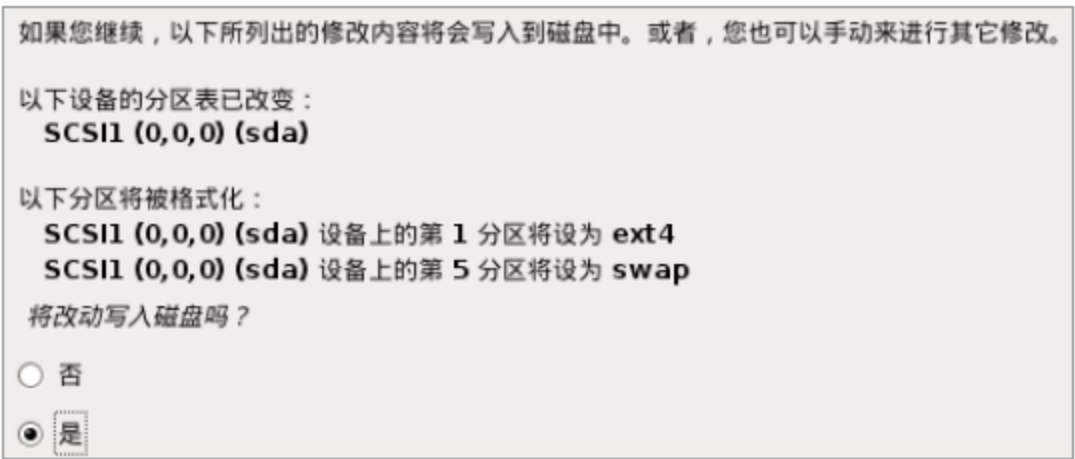 如果您继续，以下所列出的修改内容将会写入到磁盘中。或者，您也可以手动来进行其它修改。
以下设备的分区表已改变：
SCSI1 (0,0,0) (sda)
以下分区将被格式化：
SCSI1 (0,0,0) (sda) 设备上的第 1 分区将设为 ext4
SCSI1 (0,0,0) (sda) 设备上的第 5 分区将设为 swap
将改动写入磁盘吗？
否
是